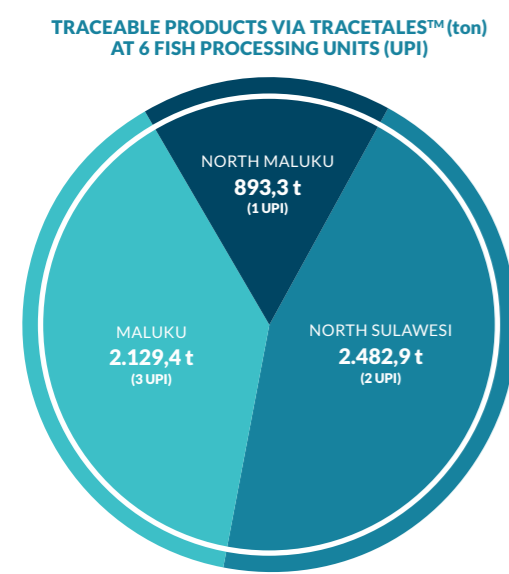 TRACEABLE PRODUCTS VIA TRACETALES™ (ton)
AT 6 FISH PROCESSING UNITS (UPI)
NORTH MALUKU
893,3 t
(1 UPI)
MALUKU
2.129,4 t
(3 UPI)
NORTH SULAWESI
2.482,9 t
(2 UPI)